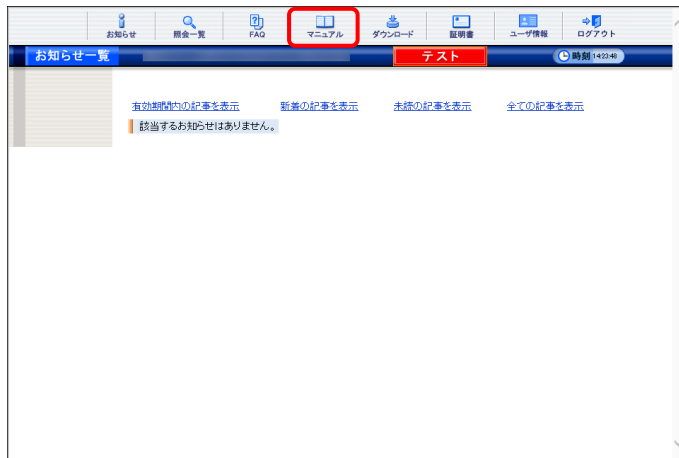 お知らせ 照会一覧 FAQ マニュアル ダウンロード 証明書 ユーザ情報 ログアウト
お知らせ一覧 テスト 時刻 14:23:48
有効期間内の記事を表示 新着の記事を表示 未読の記事を表示 全ての記事を表示
該当するお知らせはありません。